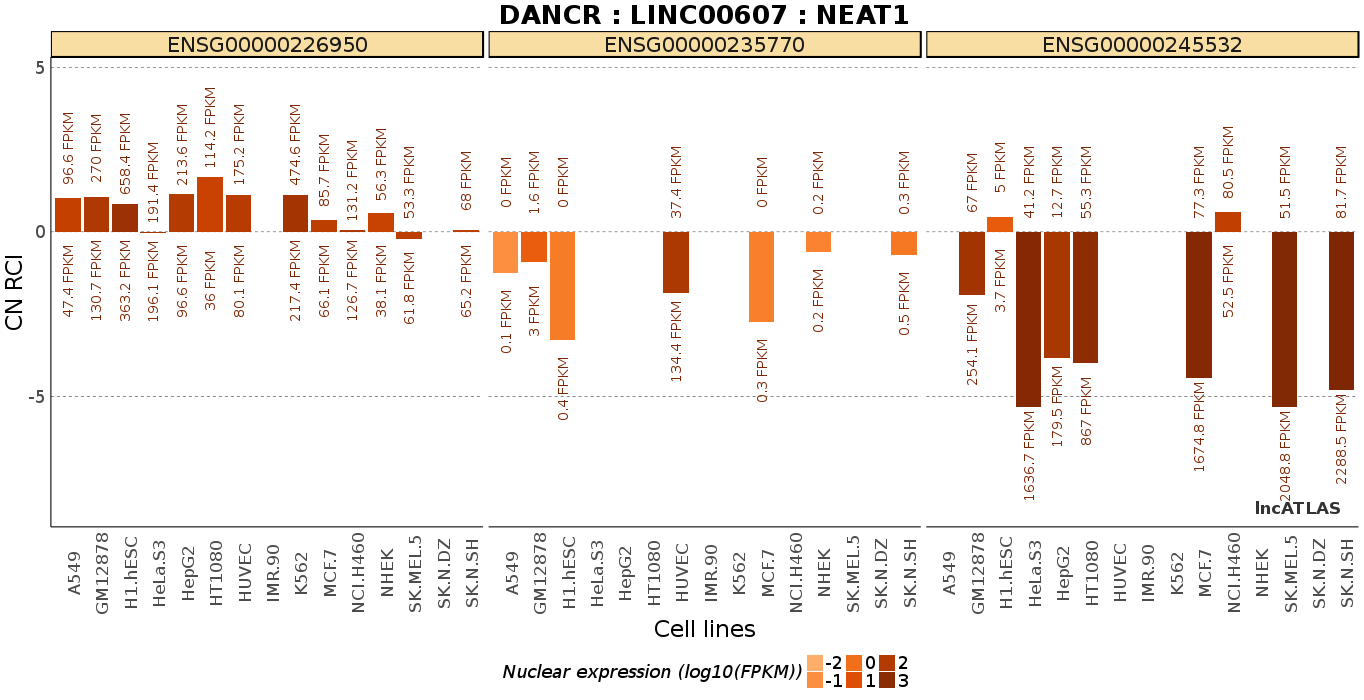 DANCR : LINC00607 : NEAT1
ENSG00000226950 ENSG00000235770 ENSG00000245532
CN RCI
5
0
-5
96.6 FPKM
270 FPKM
658.4 FPKM
191.4 FPKM
213.6 FPKM
114.2 FPKM
175.2 FPKM
474.6 FPKM
85.7 FPKM
131.2 FPKM
56.3 FPKM
53.3 FPKM
68 FPKM
47.4 FPKM
130.7 FPKM
363.2 FPKM
196.1 FPKM
96.6 FPKM
36 FPKM
80.1 FPKM
217.4 FPKM
66.1 FPKM
126.7 FPKM
38.1 FPKM
61.8 FPKM
65.2 FPKM
0 FPKM
1.6 FPKM
0 FPKM
37.4 FPKM
0 FPKM
0.2 FPKM
0.3 FPKM
0.1 FPKM
3 FPKM
0.4 FPKM
134.4 FPKM
0.3 FPKM
0.2 FPKM
0.5 FPKM
67 FPKM
5 FPKM
41.2 FPKM
12.7 FPKM
55.3 FPKM
77.3 FPKM
80.5 FPKM
51.5 FPKM
81.7 FPKM
254.1 FPKM
3.7 FPKM
1636.7 FPKM
179.5 FPKM
867 FPKM
1674.8 FPKM
52.5 FPKM
2048.8 FPKM
2288.5 FPKM
lncATLAS
A549
GM12878
H1.hESC
HeLa.S3
HepG2
HT1080
HUVEC
IMR.90
K562
MCF.7
NCI.H460
NHEK
SK.MEL.5
SK.N.DZ
SK.N.SH
A549
GM12878
H1.hESC
HeLa.S3
HepG2
HT1080
HUVEC
IMR.90
K562
MCF.7
NCI.H460
NHEK
SK.MEL.5
SK.N.DZ
SK.N.SH
A549
GM12878
H1.hESC
HeLa.S3
HepG2
HT1080
HUVEC
IMR.90
K562
MCF.7
NCI.H460
NHEK
SK.MEL.5
SK.N.DZ
SK.N.SH
Cell lines
Nuclear expression (log10(FPKM))
-2 0 2
-1 1 3